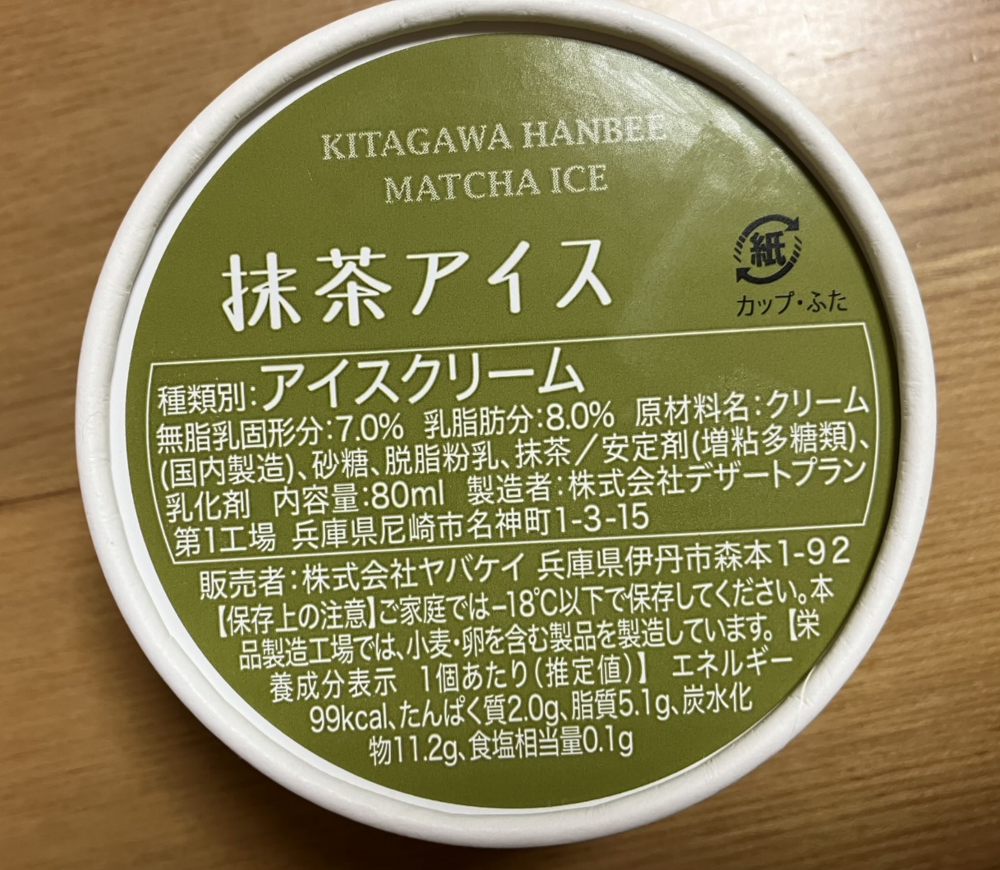 KITAGAWA HANBEE
MATCHA ICE
抹茶アイス
紙
カップ・ふた
種類別:アイスクリーム
無脂乳固形分:7.0% 乳脂肪分:8.0% 原材料名:クリーム
(国内製造)、砂糖、脱脂粉乳、抹茶／安定剤(増粘多糖類)、
乳化剤 内容量:80ml 製造者:株式会社デザートプラン
第1工場 兵庫県尼崎市名神町1-3-15
販売者:株式会社ヤバケイ 兵庫県伊丹市森本1-92
【保存上の注意】ご家庭では−18℃以下で保存してください。本
品製造工場では、小麦・卵を含む製品を製造しています。【栄
養成分表示 1個あたり(推定値)】 エネルギー
99kcal、たんぱく質2.0g、脂質5.1g、炭水化
物11.2g、食塩相当量0.1g